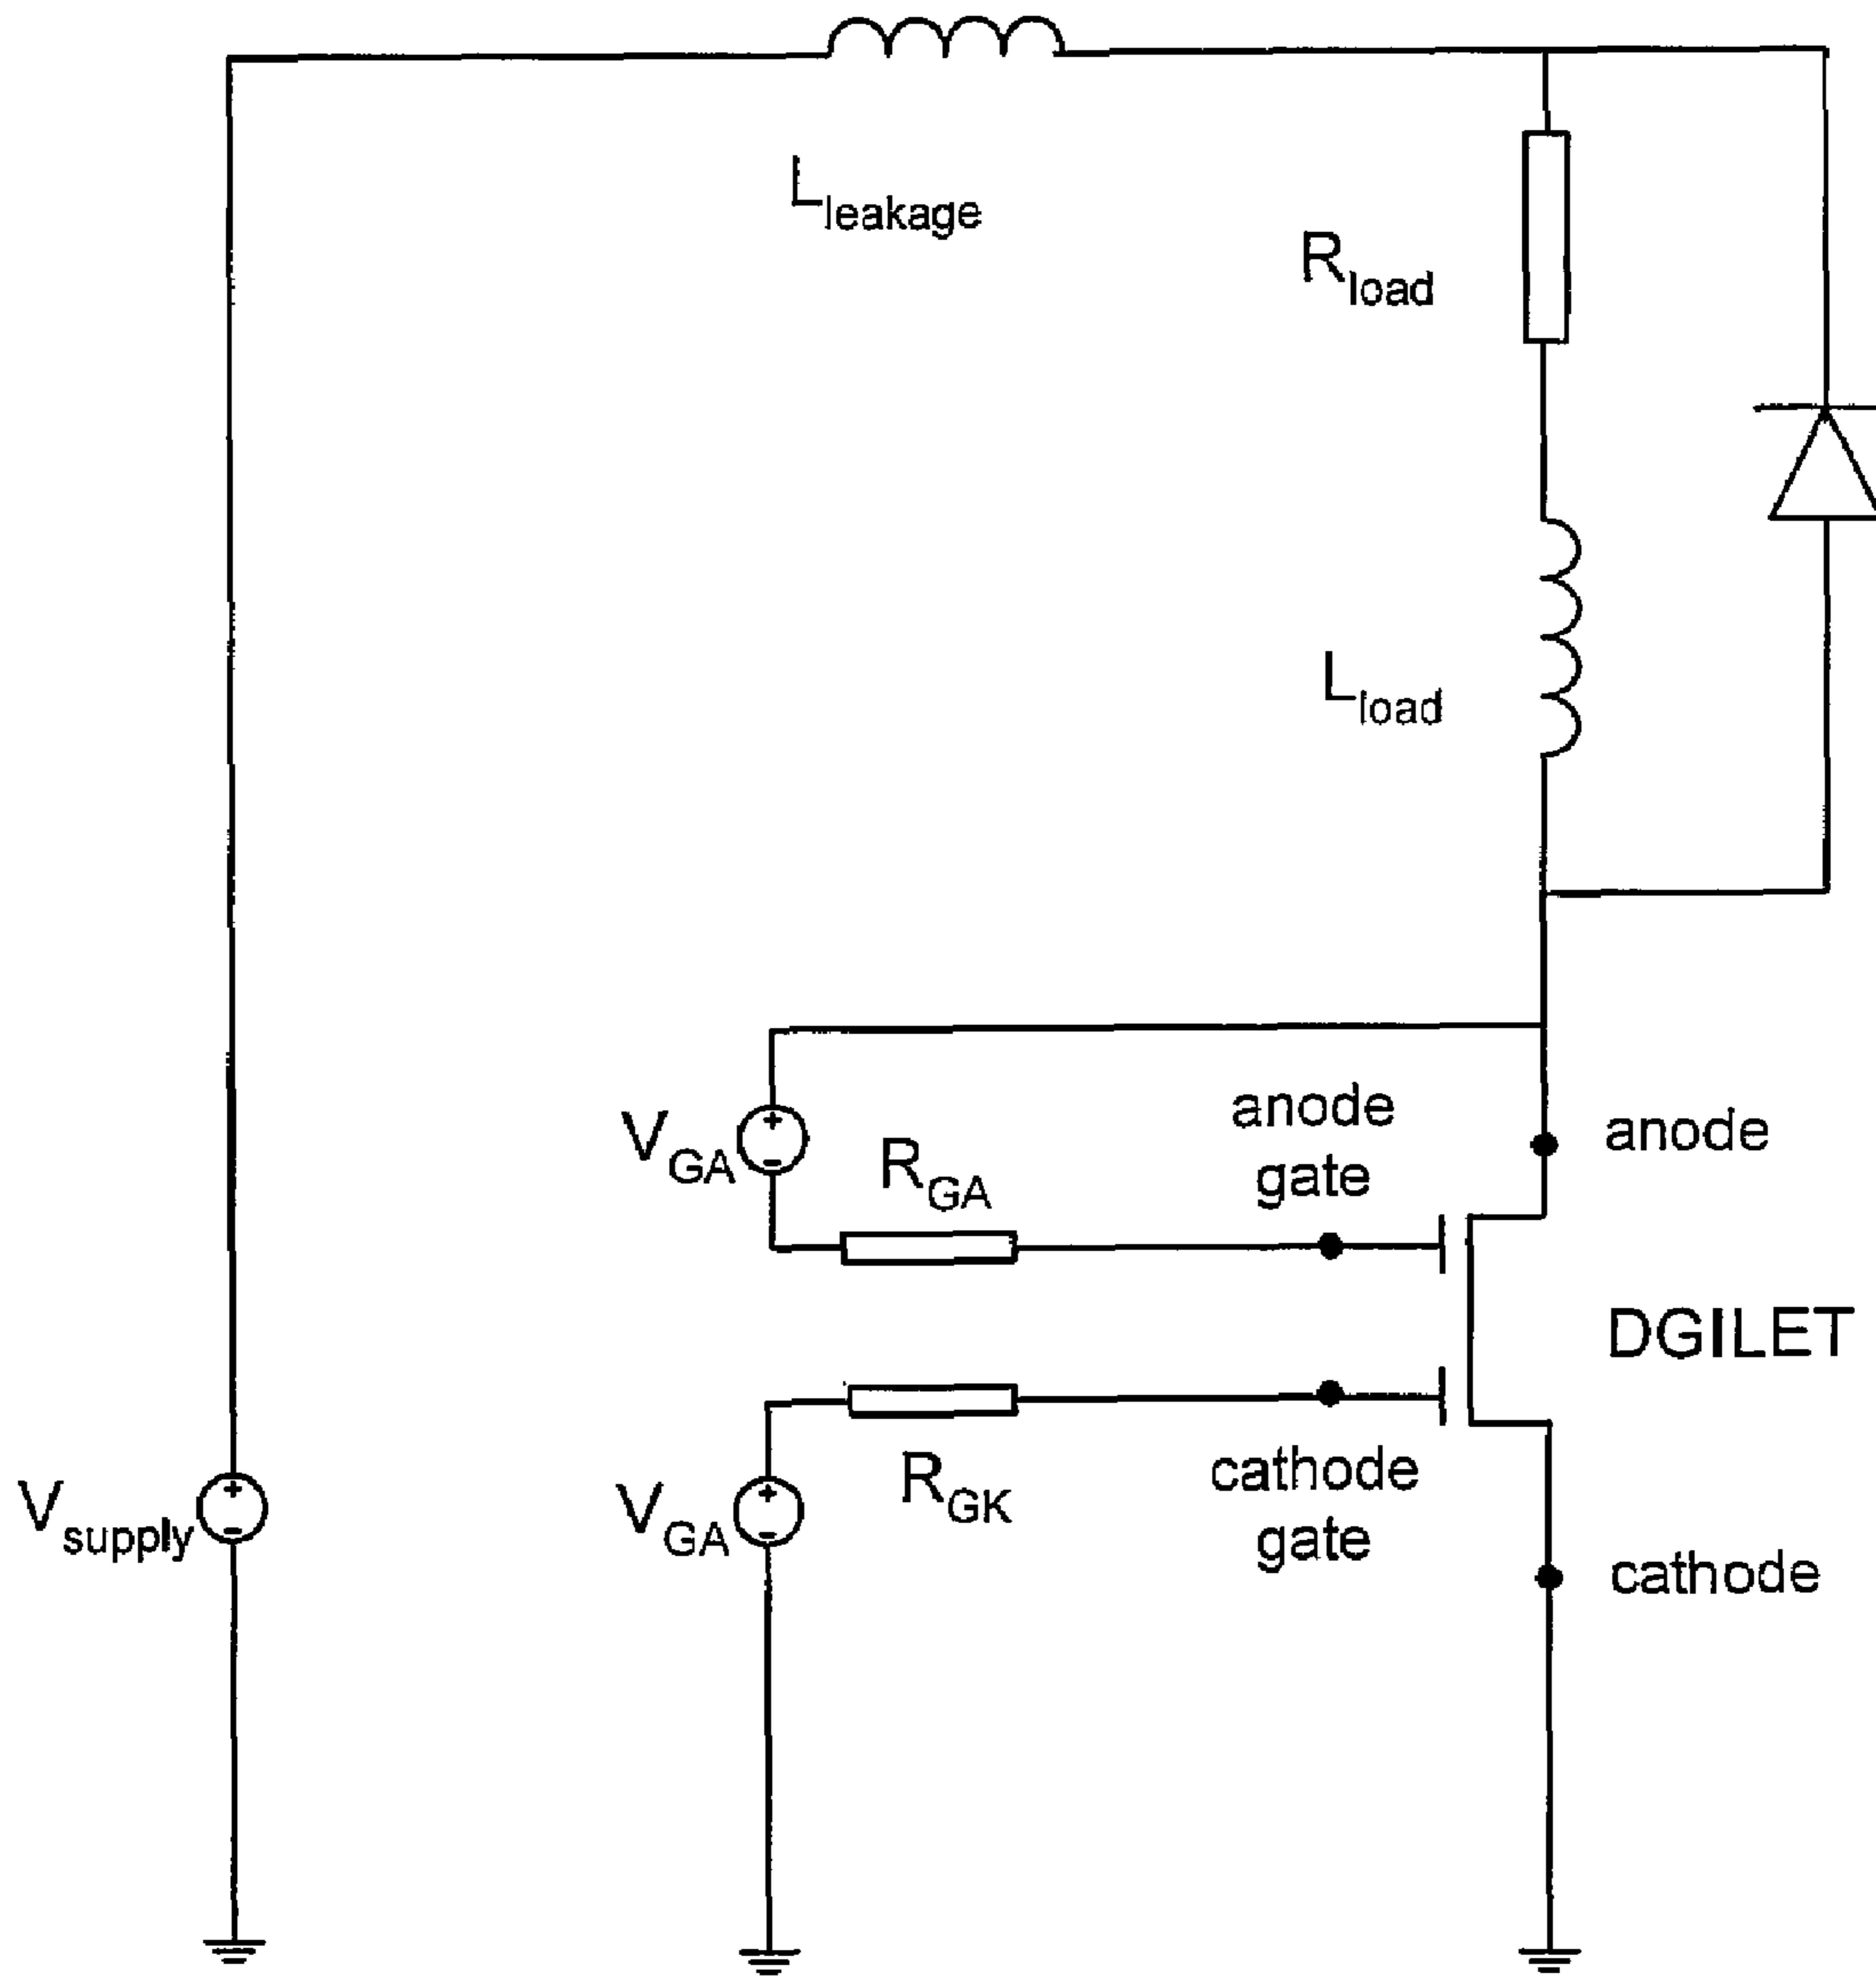 L_leakage
R_load
L_load
V_GA
R_GA
anode
gate
anode
DGILET
R_GK
cathode
gate
V_GA
V_supply
cathode